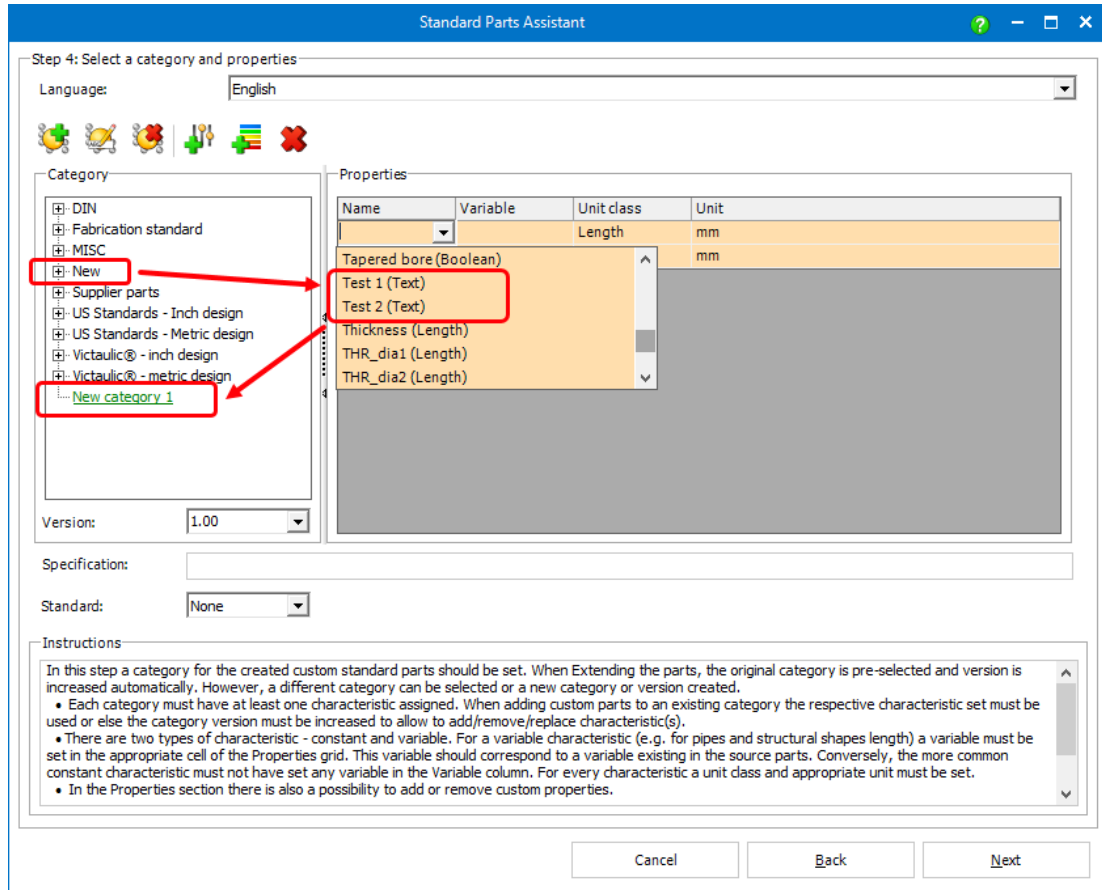 Standard Parts Assistant
Step 4: Select a category and properties
Language:
English
Category
DIN
Fabrication standard
MISC
New
Supplier parts
US Standards - Inch design
US Standards - Metric design
Victaulic® - inch design
Victaulic® - metric design
New category 1
Version:
1.00
Properties
Name Variable Unit class Unit
Length mm
mm
Tapered bore (Boolean)
Test 1 (Text)
Test 2 (Text)
Thickness (Length)
THR_dia1 (Length)
THR_dia2 (Length)
Specification:
Standard:
None
Instructions
In this step a category for the created custom standard parts should be set. When Extending the parts, the original category is pre-selected and version is
increased automatically. However, a different category can be selected or a new category or version created.
• Each category must have at least one characteristic assigned. When adding custom parts to an existing category the respective characteristic set must be
used or else the category version must be increased to allow to add/remove/replace characteristic(s).
• There are two types of characteristic - constant and variable. For a variable characteristic (e.g. for pipes and structural shapes length) a variable must be
set in the appropriate cell of the Properties grid. This variable should correspond to a variable existing in the source parts. Conversely, the more common
constant characteristic must not have set any variable in the Variable column. For every characteristic a unit class and appropriate unit must be set.
• In the Properties section there is also a possibility to add or remove custom properties.
Cancel
Back
Next